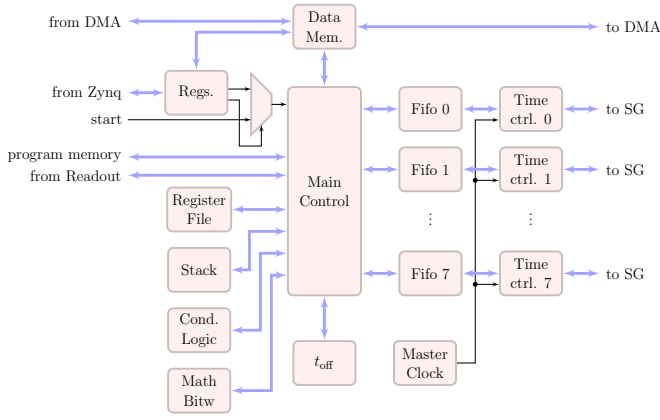 from DMA
Data
Mem.
to DMA
from Zynq
Regs.
start
Fifo 0
Time
ctrl. 0
to SG
program memory
from Readout
Main
Control
Fifo 1
Time
ctrl. 1
to SG
Register
File
⋮
⋮
Stack
Fifo 7
Time
ctrl. 7
to SG
Cond.
Logic
toff
Master
Clock
Math
Bitw